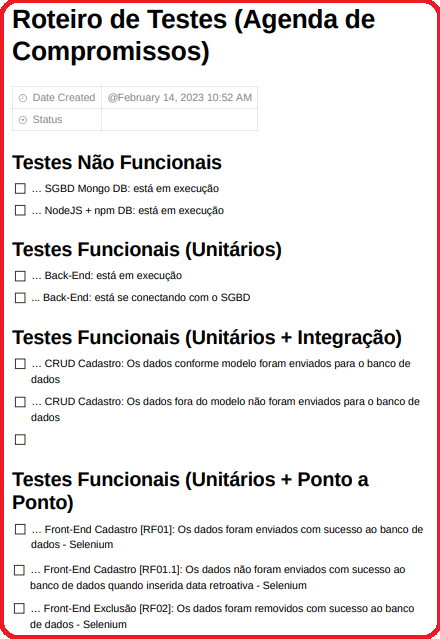 Roteiro de Testes (Agenda de
Compromissos)
Date Created @February 14, 2023 10:52 AM
Status
Testes Não Funcionais
… SGBD Mongo DB: está em execução
… NodeJS + npm DB: está em execução
Testes Funcionais (Unitários)
… Back-End: está em execução
... Back-End: está se conectando com o SGBD
Testes Funcionais (Unitários + Integração)
… CRUD Cadastro: Os dados conforme modelo foram enviados para o banco de
dados
… CRUD Cadastro: Os dados fora do modelo não foram enviados para o banco de
dados
Testes Funcionais (Unitários + Ponto a
Ponto)
… Front-End Cadastro [RF01]: Os dados foram enviados com sucesso ao banco de
dados - Selenium
… Front-End Cadastro [RF01.1]: Os dados não foram enviados com sucesso ao
banco de dados quando inserida data retroativa - Selenium
… Front-End Exclusão [RF02]: Os dados foram removidos com sucesso ao banco
de dados - Selenium